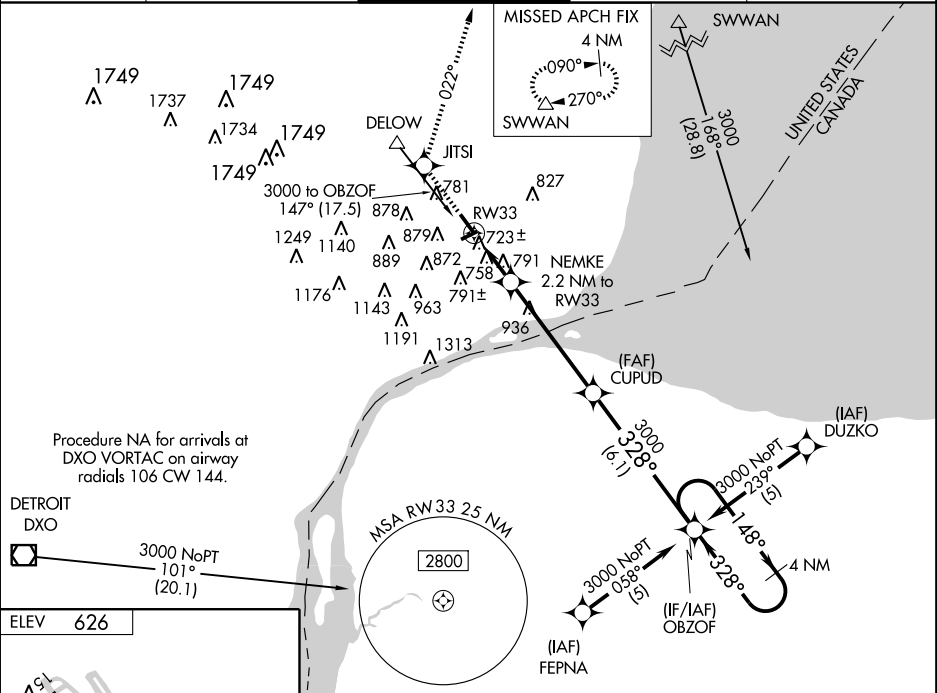 MISSED APCH FIX
4 NM
090°
270°
SWWAN
SWWAN
3000
168°
(28.8)
UNITED STATES
CANADA
022°
1749
1737
1749
1734
1749
1749
DELOW
JITSI
3000 to OBZOF
147° (17.5)
781
827
878
RW33
1249
1140
889
879
723±
872
758
791
NEMKE
2.2 NM to
RW33
1176
1143
963
791±
936
1191
1313
(FAF)
CUPUD
3000
328°
(6.1)
(IAF)
DUZKO
3000 NoPT
239°
(5)
Procedure NA for arrivals at
DXO VORTAC on airway
radials 106 CW 144.
DETROIT
DXO
3000 NoPT
101°
(20.1)
MSA RW33 25 NM
2800
148°
328°
4 NM
3000 NoPT
058°
(5)
(IF/IAF)
OBZOF
(IAF)
FEPNA
ELEV 626
15